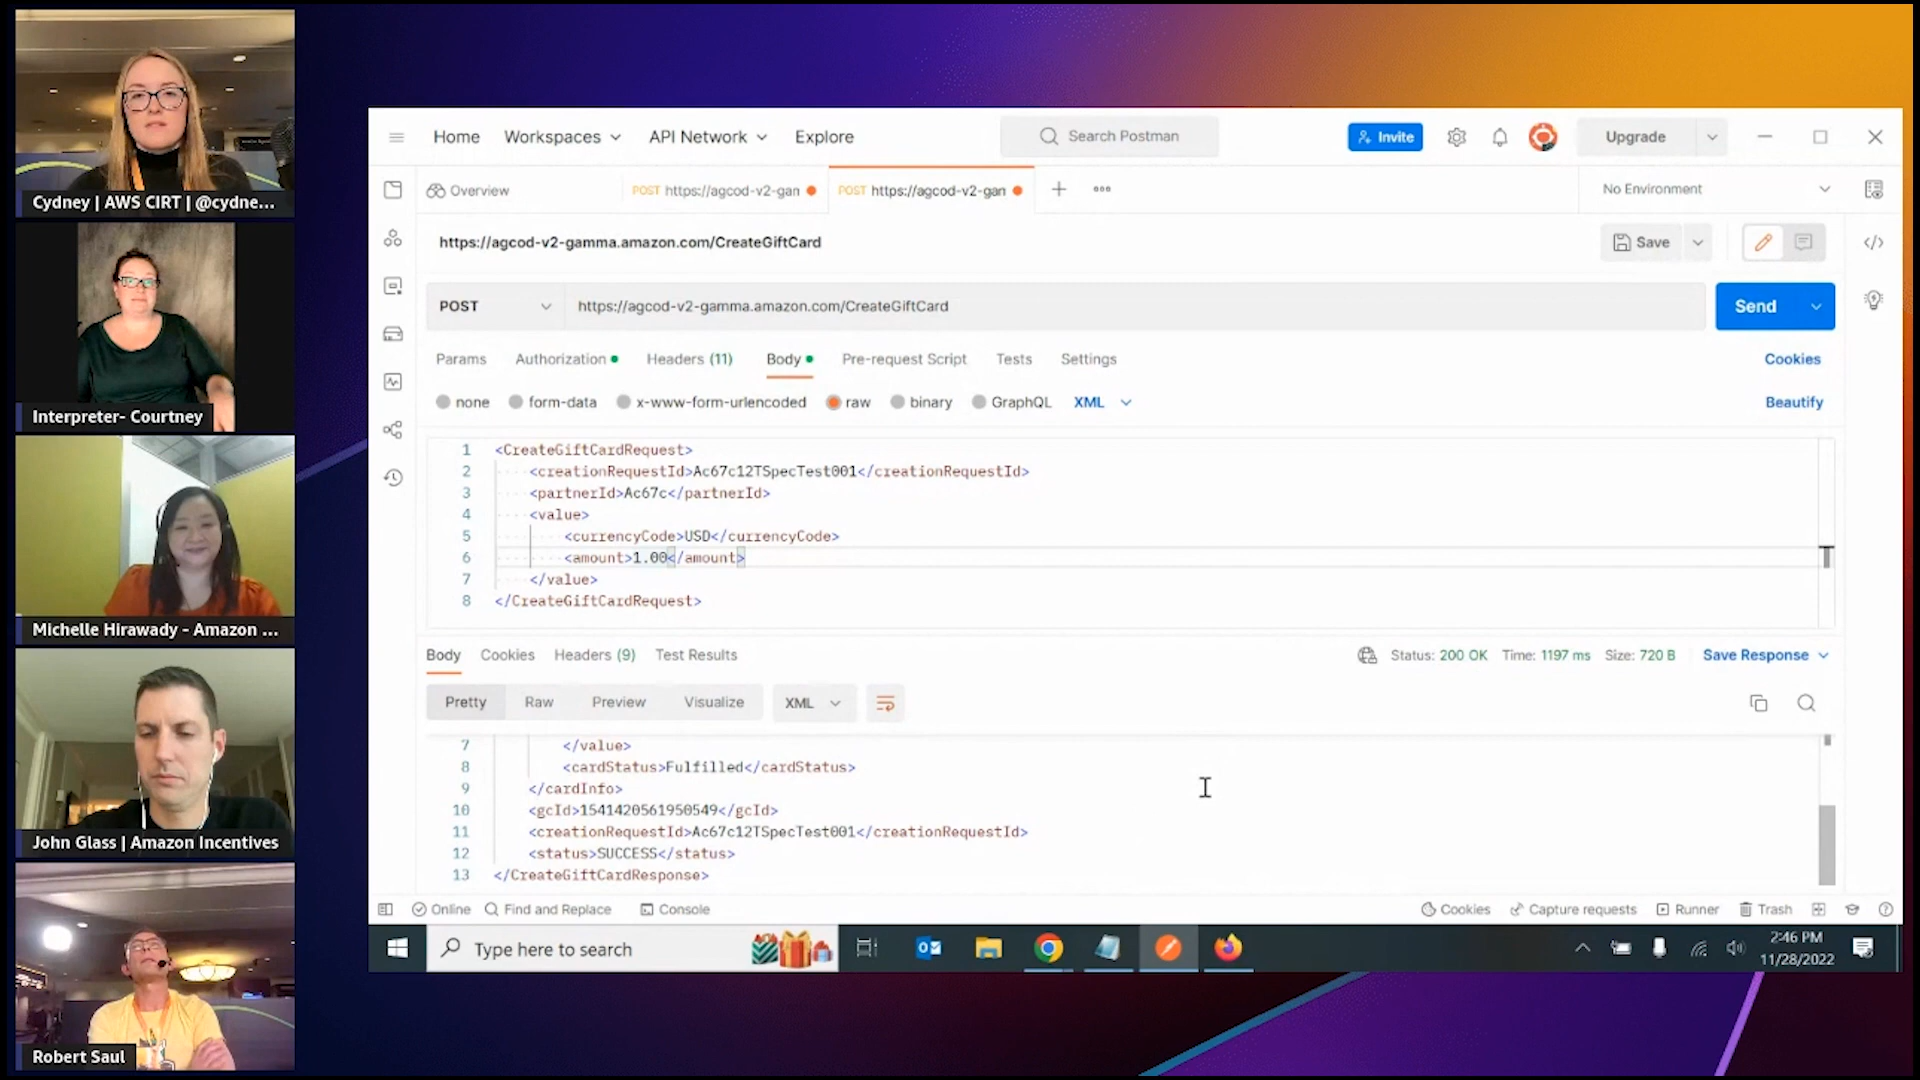 Cydney | AWS CIRT | @cydne...
Interpreter- Courtney
Michelle Hirawady - Amazon ...
John Glass | Amazon Incentives
Robert Saul
Home Workspaces API Network Explore
Search Postman
Invite
Upgrade
Overview
POST https://agcod-v2-gan
POST https://agcod-v2-gan
No Environment
https://agcod-v2-gamma.amazon.com/CreateGiftCard
Save
POST
https://agcod-v2-gamma.amazon.com/CreateGiftCard
Send
Params Authorization Headers (11) Body Pre-request Script Tests Settings
Cookies
none form-data x-www-form-urlencoded raw binary GraphQL XML
Beautify
1 <CreateGiftCardRequest>
2 <creationRequestId>Ac67c12TSpecTest001</creationRequestId>
3 <partnerId>Ac67c</partnerId>
4 <value>
5 <currencyCode>USD</currencyCode>
6 <amount>1.00</amount>
7 </value>
8 </CreateGiftCardRequest>
Body Cookies Headers (9) Test Results
Status: 200 OK Time: 1197 ms Size: 720 B
Save Response
Pretty Raw Preview Visualize XML
7 </value>
8 <cardStatus>Fulfilled</cardStatus>
9 </cardInfo>
10 <gcId>1541420561950549</gcId>
11 <creationRequestId>Ac67c12TSpecTest001</creationRequestId>
12 <status>SUCCESS</status>
13 </CreateGiftCardResponse>
Online Find and Replace Console
Cookies Capture requests Runner Trash
Type here to search
2:46 PM
11/28/2022